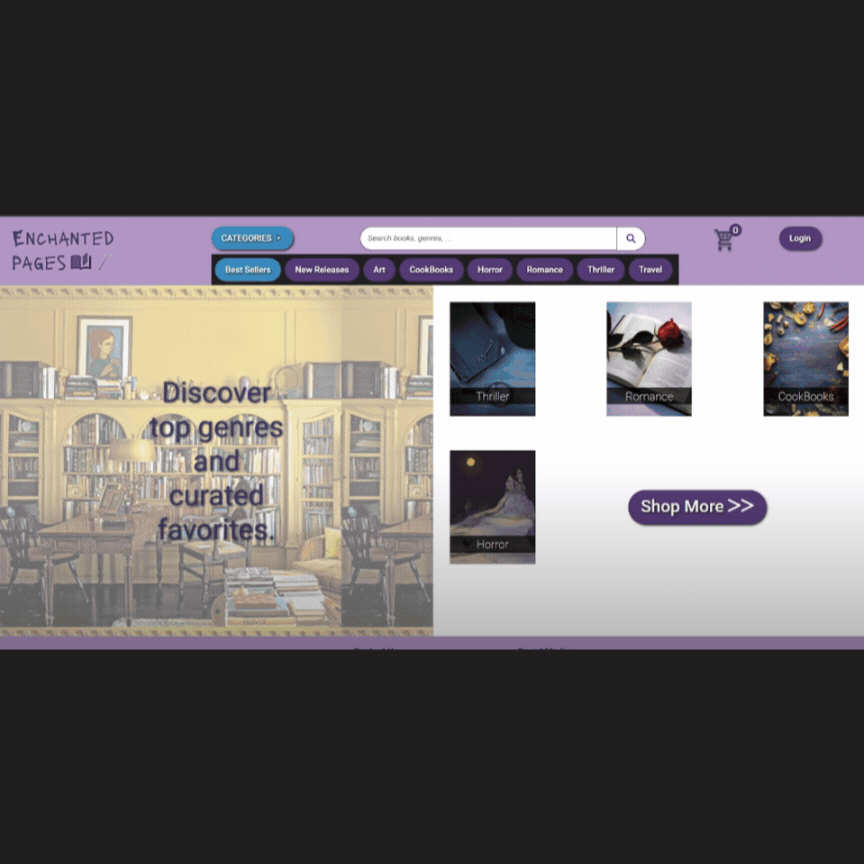 ENCHANTED
PAGES
CATEGORIES
Search books, genres, ...
0
Login
Best Sellers
New Releases
Art
CookBooks
Horror
Romance
Thriller
Travel
Discover
top genres
and
curated
favorites.
Thriller
Romance
CookBooks
Horror
Shop More >>